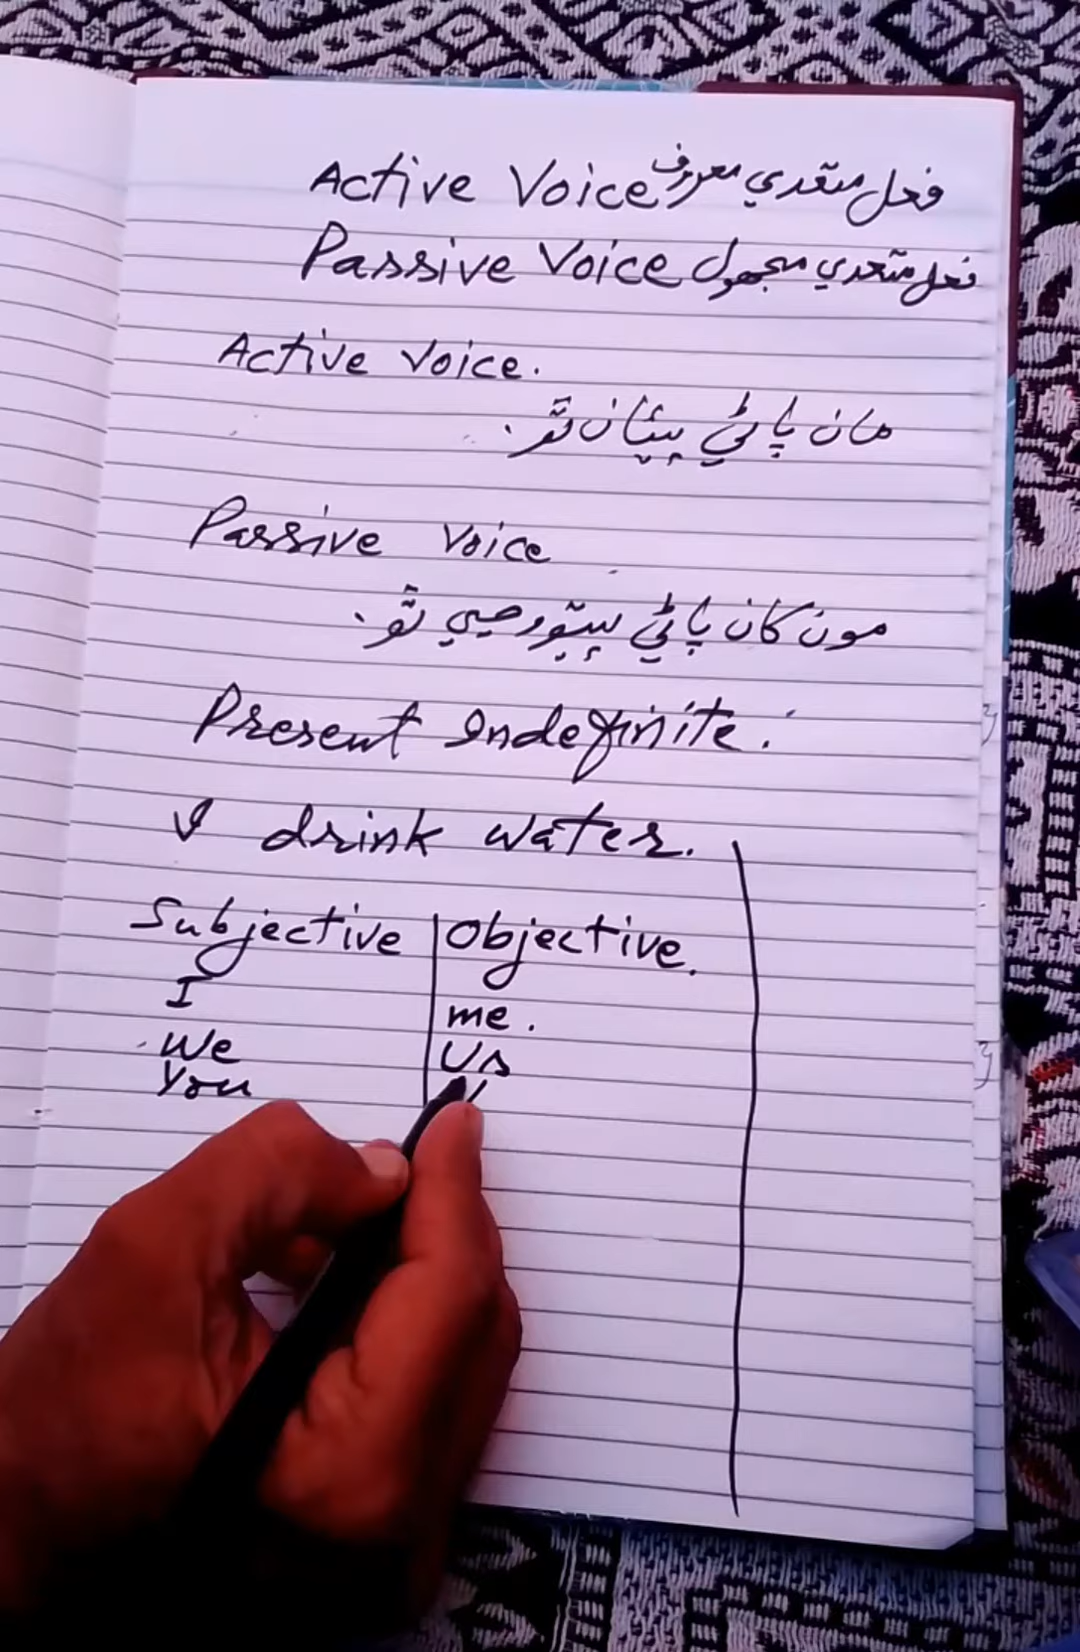 Active Voice فعل متعدي معروف
Passive Voice فعل متعدي مجهول
Active Voice.
مان پاڻي پيئان ٿو.
Passive Voice
مون کان پاڻي پيتو وڃي ٿو.
Present Indefinite.
I drink water.
Subjective | Objective.
I | me.
We | Us
You